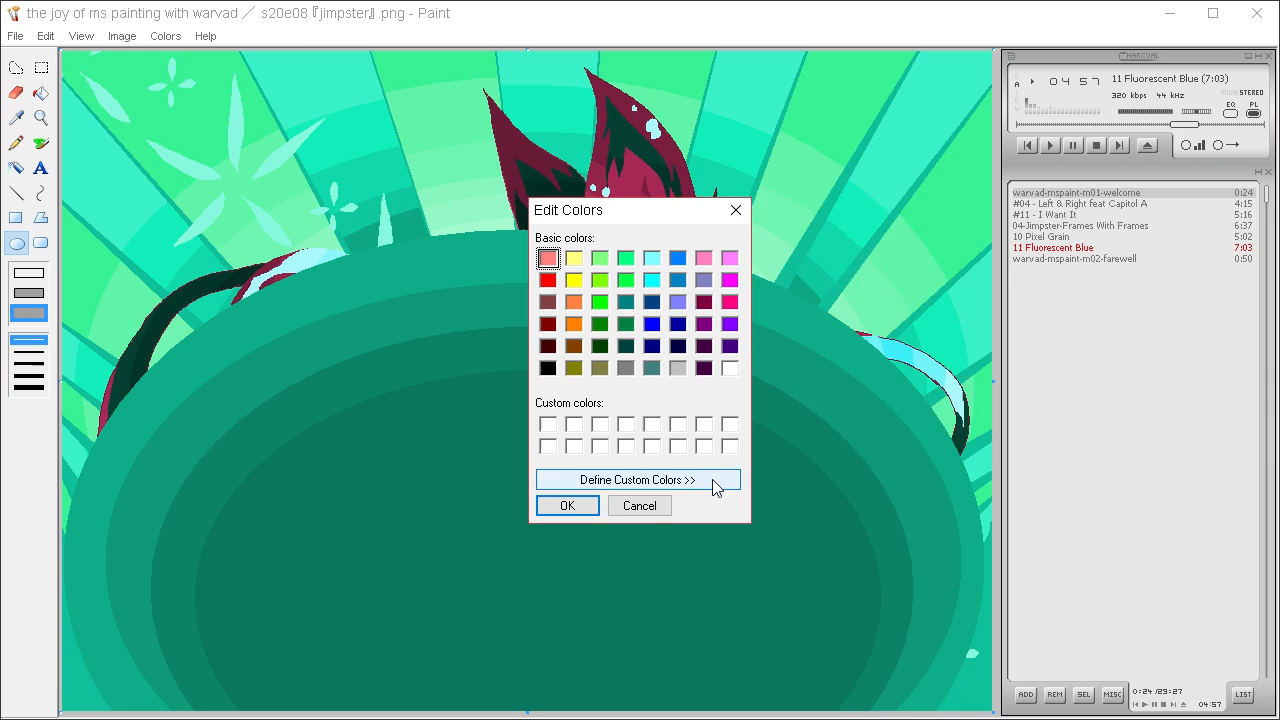 the joy of ms painting with warvad ／ s20e08『jimpster』.png - Paint
File Edit View Image Colors Help
CHARCOAL
04 57
11 Fluorescent Blue (7:03)
320 kbps 44 kHz
MONO STEREO
EQ PL
warvad-mspaint-m01-welcome 0:24
#04 - Left & Right feat Capitol A 4:15
#11 - I Want It 5:16
04-Jimpster-Frames With Frames 6:37
10 Pixel Grain 5:02
11 Fluorescent Blue 7:03
warvad-mspaint-m02-farewell 0:50
Edit Colors
Basic colors:
Custom colors:
Define Custom Colors >>
OK Cancel
ADD REM SEL MISC
0:24 /29:27
04:57
LIST